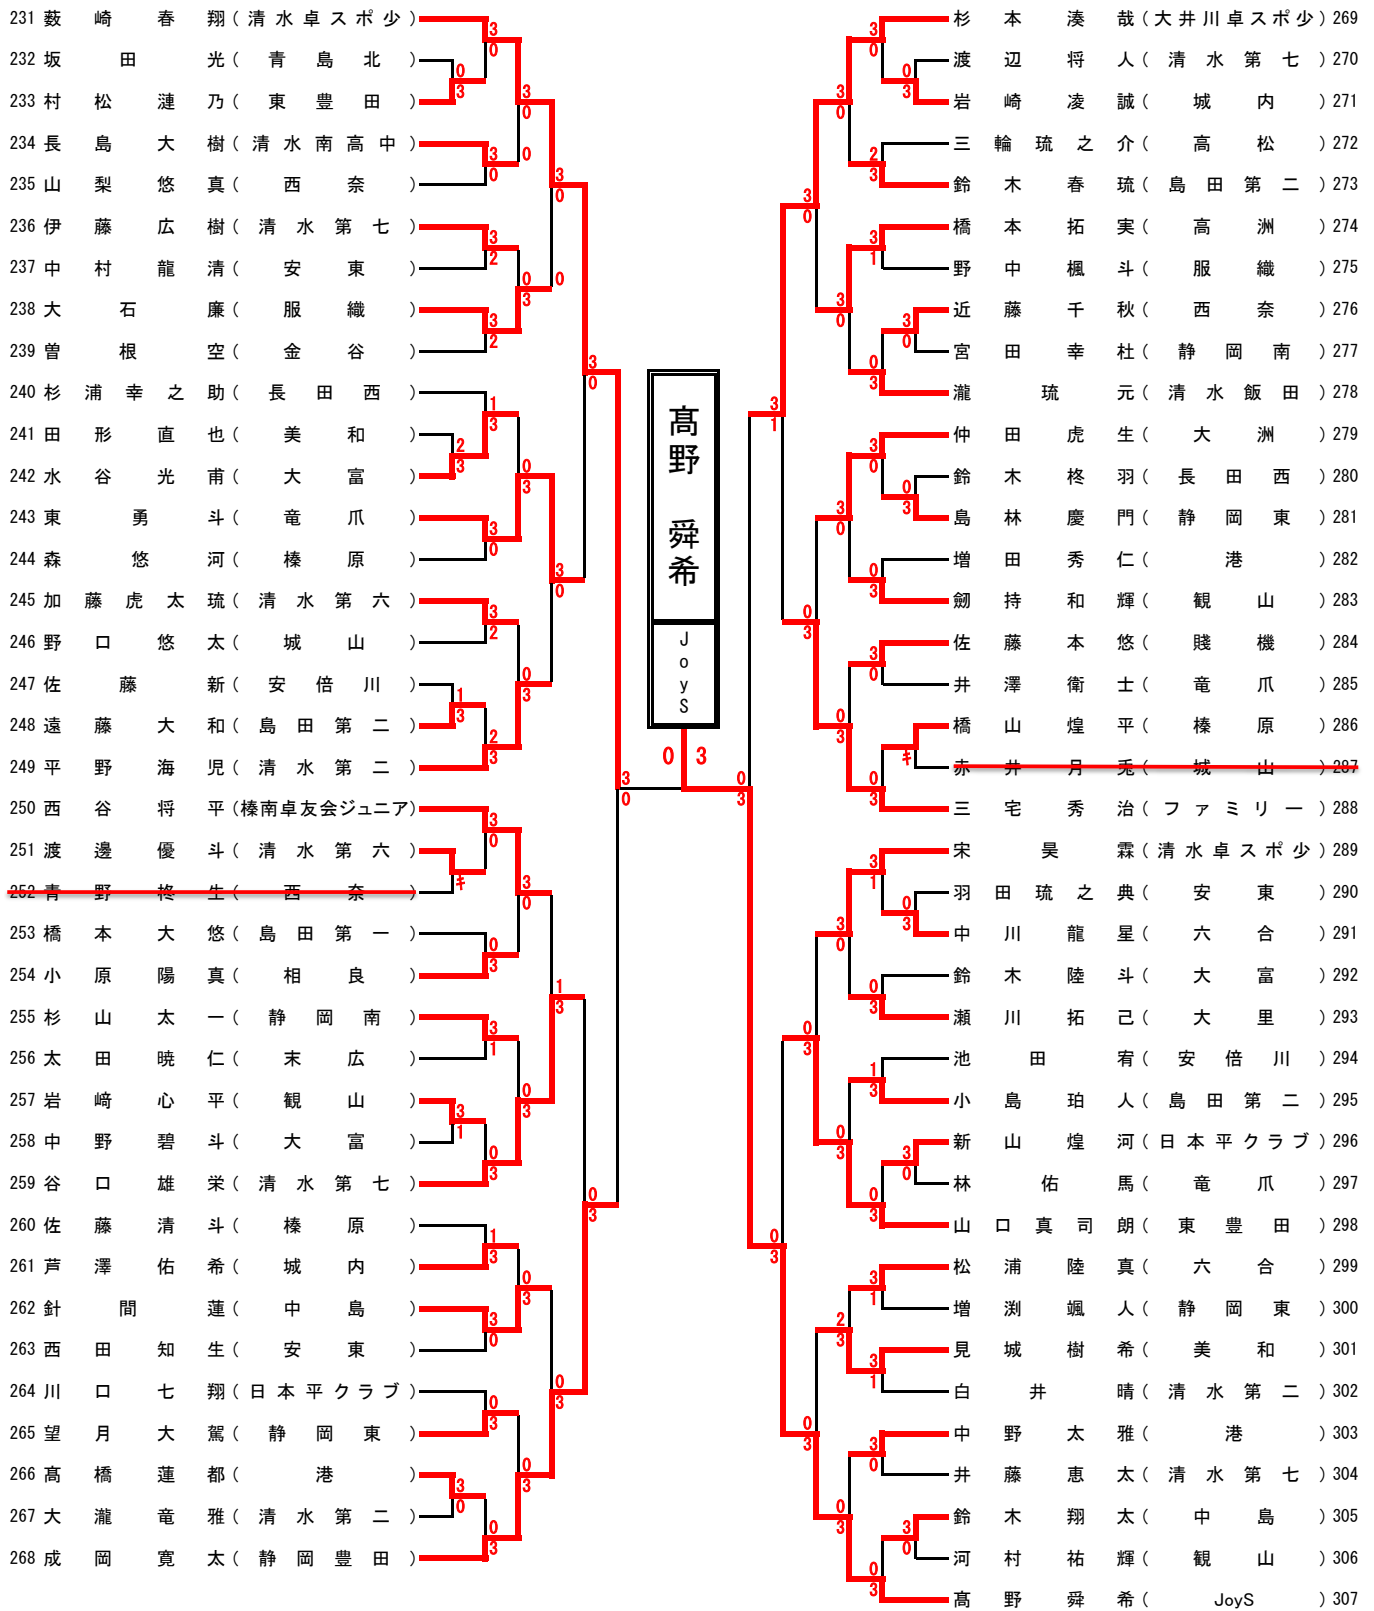 231 薮崎春翔(清水卓スポ少)
232 坂田光(青島北)
233 村松漣乃(東豊田)
234 長島大樹(清水南高中)
235 山梨悠真(西奈)
236 伊藤広樹(清水第七)
237 中村龍清(安東)
238 大石廉(服織)
239 曽根空(金谷)
240 杉浦幸之助(長田西)
241 田形直也(美和)
242 水谷光甫(大富)
243 東勇斗(竜爪)
244 森悠河(榛原)
245 加藤虎太琉(清水第六)
246 野口悠太(城山)
247 佐藤新(安倍川)
248 遠藤大和(島田第二)
249 平野海児(清水第二)
250 西谷将平(榛南卓友会ジュニア)
251 渡邊優斗(清水第六)
252 青野柊生(西奈)
253 橋本大悠(島田第一)
254 小原陽真(相良)
255 杉山太一(静岡南)
256 太田暁仁(末広)
257 岩﨑心平(観山)
258 中野碧斗(大富)
259 谷口雄栄(清水第七)
260 佐藤清斗(榛原)
261 芦澤佑希(城内)
262 針間蓮(中島)
263 西田知生(安東)
264 川口七翔(日本平クラブ)
265 望月大駕(静岡東)
266 髙橋蓮都(港)
267 大瀧竜雅(清水第二)
268 成岡寛太(静岡豊田)
髙野 舜希
JoyS
0 3
杉本湊哉(大井川卓スポ少)269
渡辺将人(清水第七)270
岩崎凌誠(城内)271
三輪琉之介(高松)272
鈴木春琉(島田第二)273
橋本拓実(高洲)274
野中楓斗(服織)275
近藤千秋(西奈)276
宮田幸杜(静岡南)277
瀧琉元(清水飯田)278
仲田虎生(大洲)279
鈴木柊羽(長田西)280
島林慶門(静岡東)281
増田秀仁(港)282
劒持和輝(観山)283
佐藤本悠(賤機)284
井澤衛士(竜爪)285
橋山煌平(榛原)286
赤井月兎(城山)287
三宅秀治(ファミリー)288
宋昊霖(清水卓スポ少)289
羽田琉之典(安東)290
中川龍星(六合)291
鈴木陸斗(大富)292
瀬川拓己(大里)293
池田宥(安倍川)294
小島珀人(島田第二)295
新山煌河(日本平クラブ)296
林佑馬(竜爪)297
山口真司朗(東豊田)298
松浦陸真(六合)299
増渕颯人(静岡東)300
見城樹希(美和)301
白井晴(清水第二)302
中野太雅(港)303
井藤恵太(清水第七)304
鈴木翔太(中島)305
河村祐輝(観山)306
髙野舜希(JoyS)307